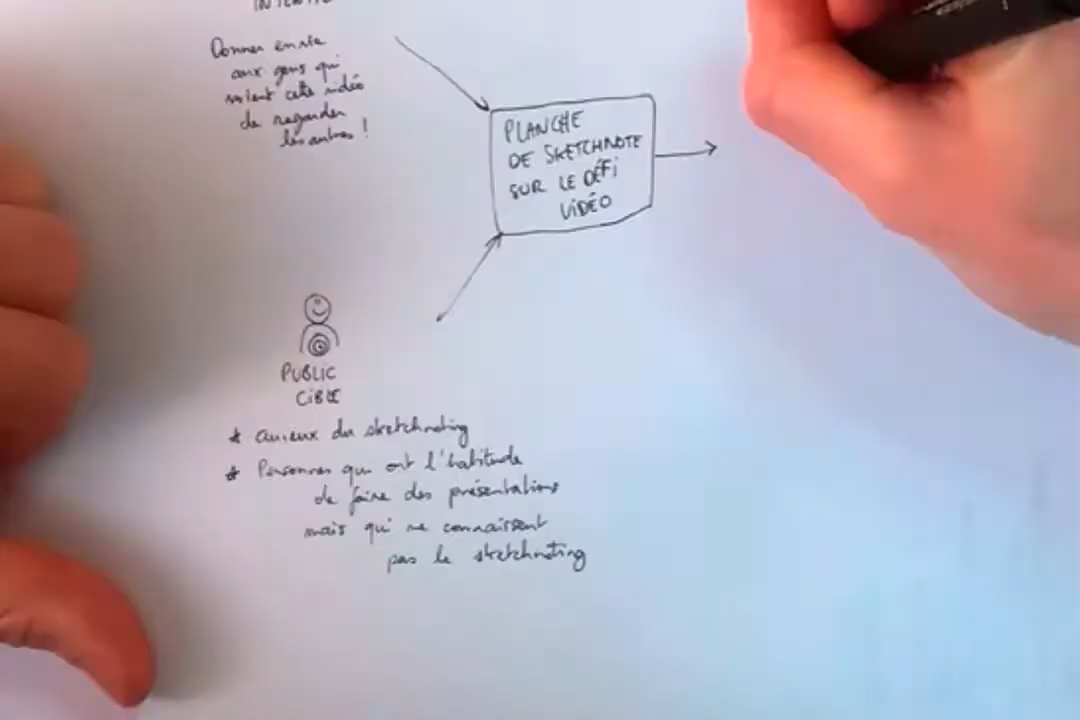 Donner envie
aux gens qui
voient cette vidéo
de regarder
les autres !
PLANCHE
DE SKETCHNOTE
SUR LE DÉFI
VIDÉO
PUBLIC
CIBLE
* curieux du sketchnoting
* Personnes qui ont l'habitude
de faire des présentations
mais qui ne connaissent
pas le sketchnoting